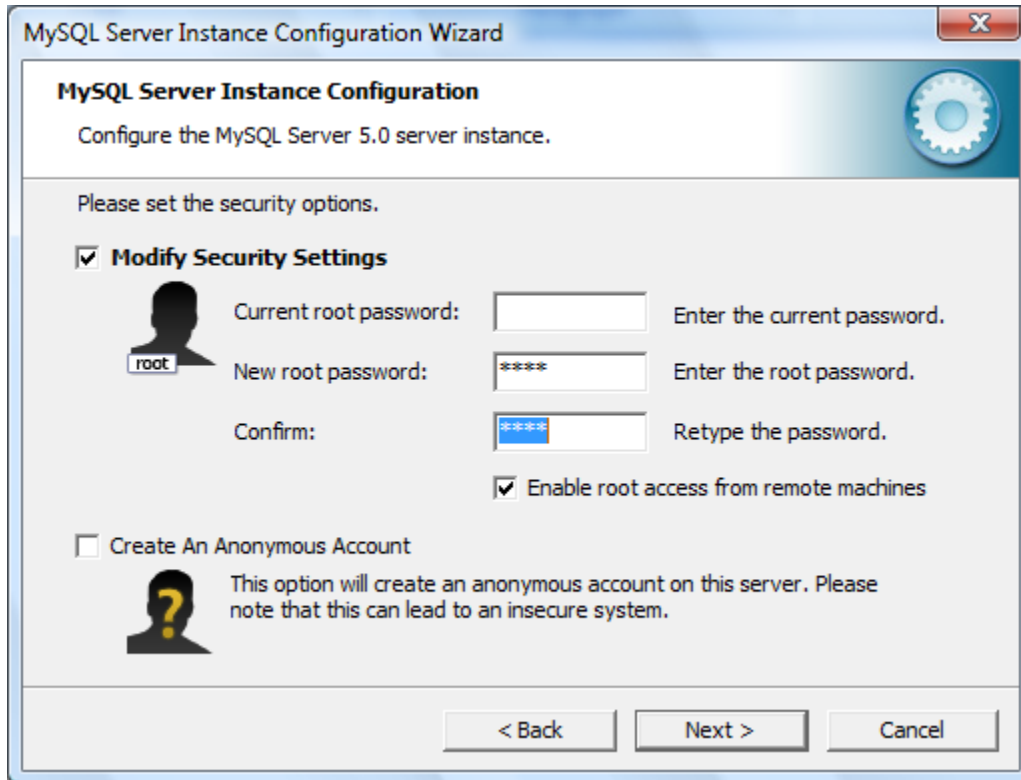 MySQL Server Instance Configuration Wizard
MySQL Server Instance Configuration
Configure the MySQL Server 5.0 server instance.
Please set the security options.
Modify Security Settings
root
Current root password: Enter the current password.
New root password: **** Enter the root password.
Confirm: **** Retype the password.
Enable root access from remote machines
Create An Anonymous Account
?
This option will create an anonymous account on this server. Please
note that this can lead to an insecure system.
< Back Next > Cancel